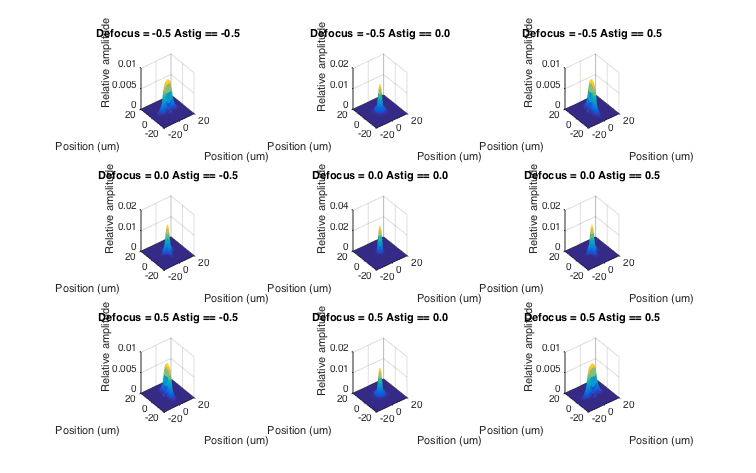 Defocus = -0.5 Astig == -0.5
Relative amplitude
0.01
0.005
0
20
0
-20
-20
0
20
Position (um)
Position (um)
Defocus = -0.5 Astig == 0.0
Relative amplitude
0.02
0.01
0
20
0
-20
-20
0
20
Position (um)
Position (um)
Defocus = -0.5 Astig == 0.5
Relative amplitude
0.01
0.005
0
20
0
-20
-20
0
20
Position (um)
Position (um)
Defocus = 0.0 Astig == -0.5
Relative amplitude
0.02
0.01
0
20
0
-20
-20
0
20
Position (um)
Position (um)
Defocus = 0.0 Astig == 0.0
Relative amplitude
0.04
0.02
0
20
0
-20
-20
0
20
Position (um)
Position (um)
Defocus = 0.0 Astig == 0.5
Relative amplitude
0.02
0.01
0
20
0
-20
-20
0
20
Position (um)
Position (um)
Defocus = 0.5 Astig == -0.5
Relative amplitude
0.01
0.005
0
20
0
-20
-20
0
20
Position (um)
Position (um)
Defocus = 0.5 Astig == 0.0
Relative amplitude
0.02
0.01
0
20
0
-20
-20
0
20
Position (um)
Position (um)
Defocus = 0.5 Astig == 0.5
Relative amplitude
0.01
0.005
0
20
0
-20
-20
0
20
Position (um)
Position (um)